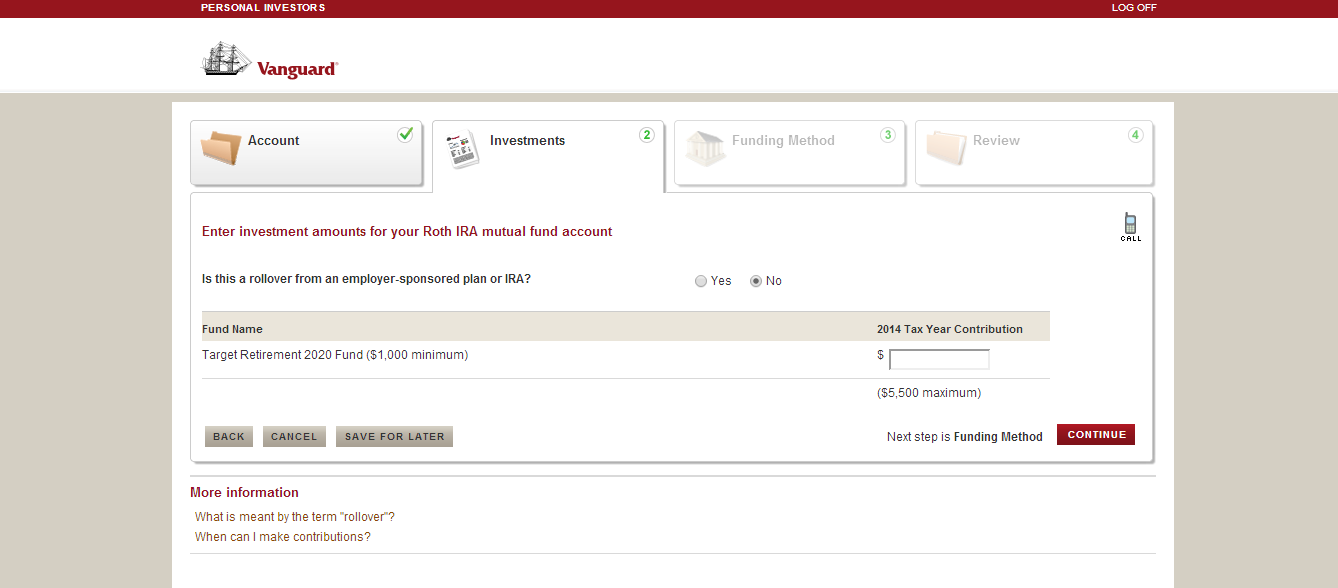 PERSONAL INVESTORS LOG OFF
Vanguard®
Account
Investments 2
Funding Method 3
Review 4
Enter investment amounts for your Roth IRA mutual fund account
CALL
Is this a rollover from an employer-sponsored plan or IRA? Yes No
Fund Name 2014 Tax Year Contribution
Target Retirement 2020 Fund ($1,000 minimum) $
($5,500 maximum)
BACK CANCEL SAVE FOR LATER Next step is Funding Method CONTINUE
More information
What is meant by the term "rollover"?
When can I make contributions?